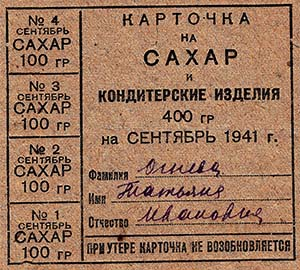 № 4
СЕНТЯБРЬ
САХАР
100 ГР
№ 3
СЕНТЯБРЬ
САХАР
100 ГР
№ 2
СЕНТЯБРЬ
САХАР
100 ГР
№ 1
СЕНТЯБРЬ
САХАР
100 ГР
КАРТОЧКА
НА
САХАР
И
КОНДИТЕРСКИЕ ИЗДЕЛИЯ
400 ГР
на СЕНТЯБРЬ 1941 г.
Фамилия
Имя Татьяна
Отчество Ивановна
ПРИ УТЕРЕ КАРТОЧКА НЕ ВОЗОБНОВЛЯЕТСЯ